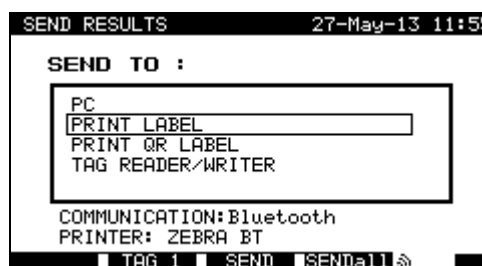 SEND RESULTS 27-May-13 11:55
SEND TO :
PC
PRINT LABEL
PRINT QR LABEL
TAG READER/WRITER
COMMUNICATION:Bluetooth
PRINTER: ZEBRA BT
TAG 1 SEND SENDall